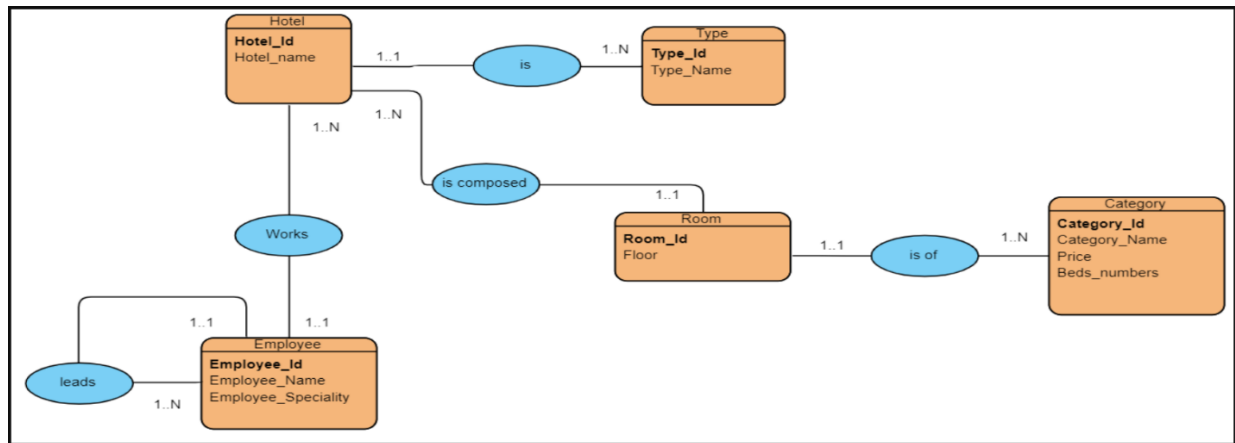 Hotel
Hotel_Id
Hotel_name
1..1
is
1..N
Type
Type_Id
Type_Name
1..N
1..N
is composed
1..1
Room
Room_Id
Floor
1..1
is of
1..N
Category
Category_Id
Category_Name
Price
Beds_numbers
Works
1..1
1..1
Employee
Employee_Id
Employee_Name
Employee_Speciality
leads
1..N